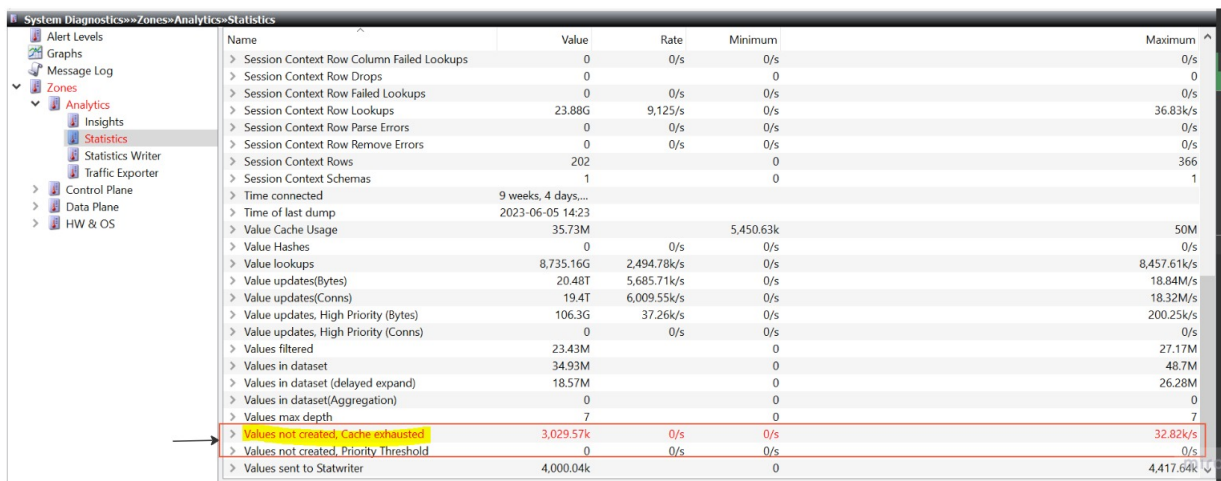 System Diagnostics»»Zones»Analytics»Statistics
Alert Levels
Graphs
Message Log
Zones
Analytics
Insights
Statistics
Statistics Writer
Traffic Exporter
Control Plane
Data Plane
HW & OS
Name Value Rate Minimum Maximum
Session Context Row Column Failed Lookups 0 0/s 0/s 0/s
Session Context Row Drops 0 0 0
Session Context Row Failed Lookups 0 0/s 0/s 0/s
Session Context Row Lookups 23.88G 9,125/s 0/s 36.83k/s
Session Context Row Parse Errors 0 0/s 0/s 0/s
Session Context Row Remove Errors 0 0/s 0/s 0/s
Session Context Rows 202 0 366
Session Context Schemas 1 0 1
Time connected 9 weeks, 4 days,...
Time of last dump 2023-06-05 14:23
Value Cache Usage 35.73M 5,450.63k 50M
Value Hashes 0 0/s 0/s 0/s
Value lookups 8,735.16G 2,494.78k/s 0/s 8,457.61k/s
Value updates(Bytes) 20.48T 5,685.71k/s 0/s 18.84M/s
Value updates(Conns) 19.4T 6,009.55k/s 0/s 18.32M/s
Value updates, High Priority (Bytes) 106.3G 37.26k/s 0/s 200.25k/s
Value updates, High Priority (Conns) 0 0/s 0/s 0/s
Values filtered 23.43M 0 27.17M
Values in dataset 34.93M 0 48.7M
Values in dataset (delayed expand) 18.57M 0 26.28M
Values in dataset(Aggregation) 0 0 0
Values max depth 7 0 7
Values not created, Cache exhausted 3,029.57k 0/s 0/s 32.82k/s
Values not created, Priority Threshold 0 0/s 0/s 0/s
Values sent to Statwriter 4,000.04k 0 4,417.64k